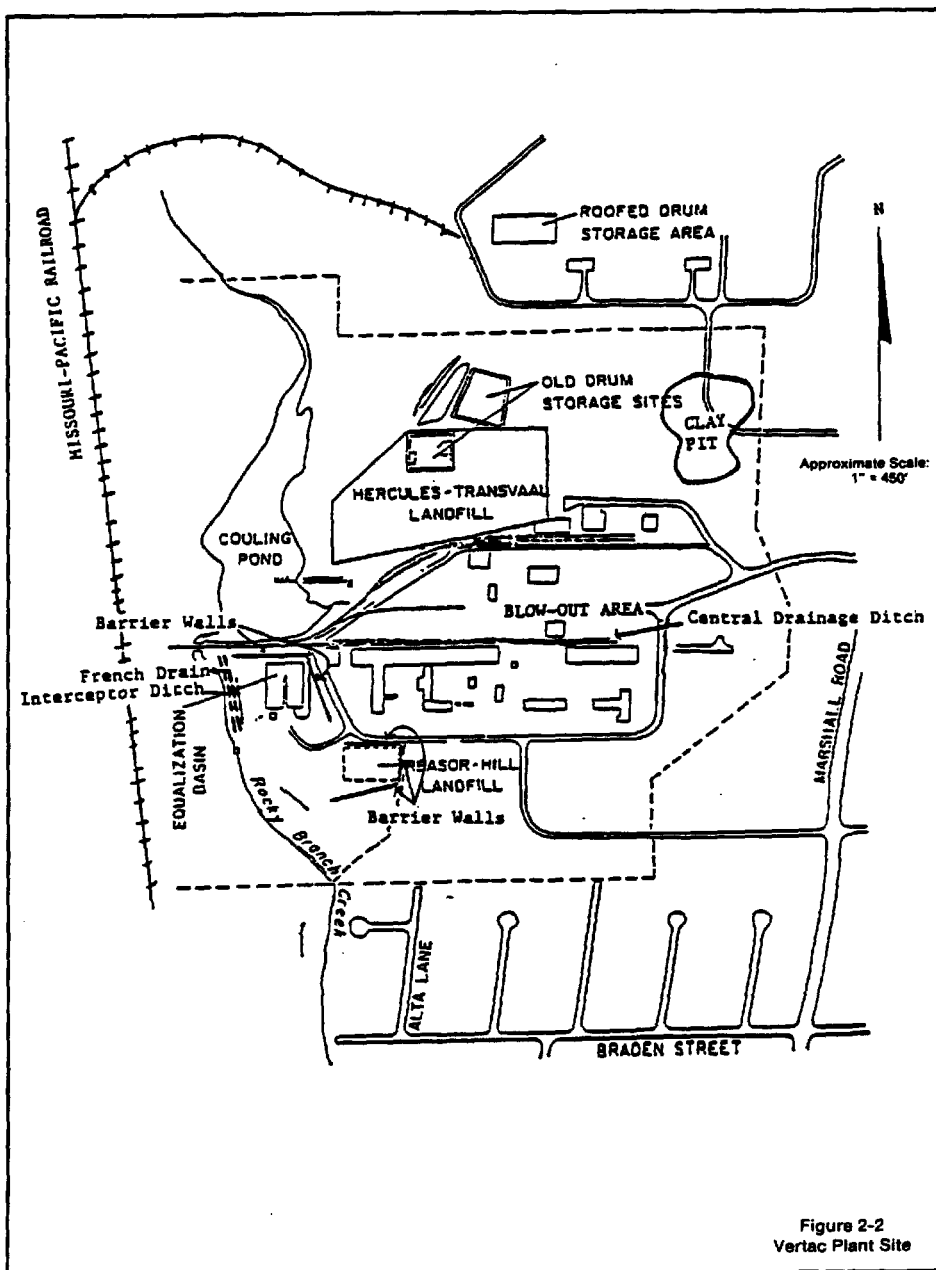 ROOFED DRUM
STORAGE AREA
N
MISSOURI-PACIFIC RAILROAD
OLD DRUM
STORAGE SITES
CLAY
PIT
Approximate Scale:
1" = 450'
HERCULES-TRANSVAAL
LANDFILL
COOLING
POND
BLOW-OUT AREA
Central Drainage Ditch
Barrier Walls
French Drain
Interceptor Ditch
EQUALIZATION
BASIN
MARSHALL ROAD
REASOR-HILL
LANDFILL
Barrier Walls
Rocky Branch Creek
ALTA LANE
BRADEN STREET
Figure 2-2
Vertac Plant Site